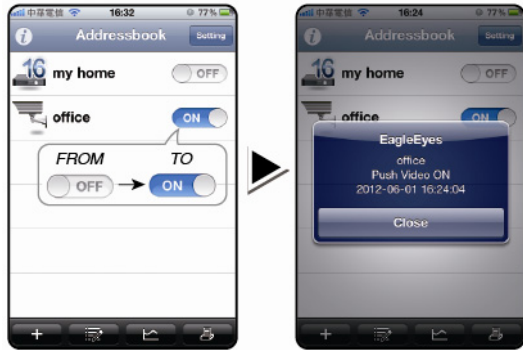 中華電信 16:32 77%
Addressbook Setting
16 my home OFF
office ON
FROM TO
OFF ON
中華電信 16:24 77%
Addressbook Setting
16 my home OFF
office ON
EagleEyes
office
Push Video ON
2012-06-01 16:24:04
Close